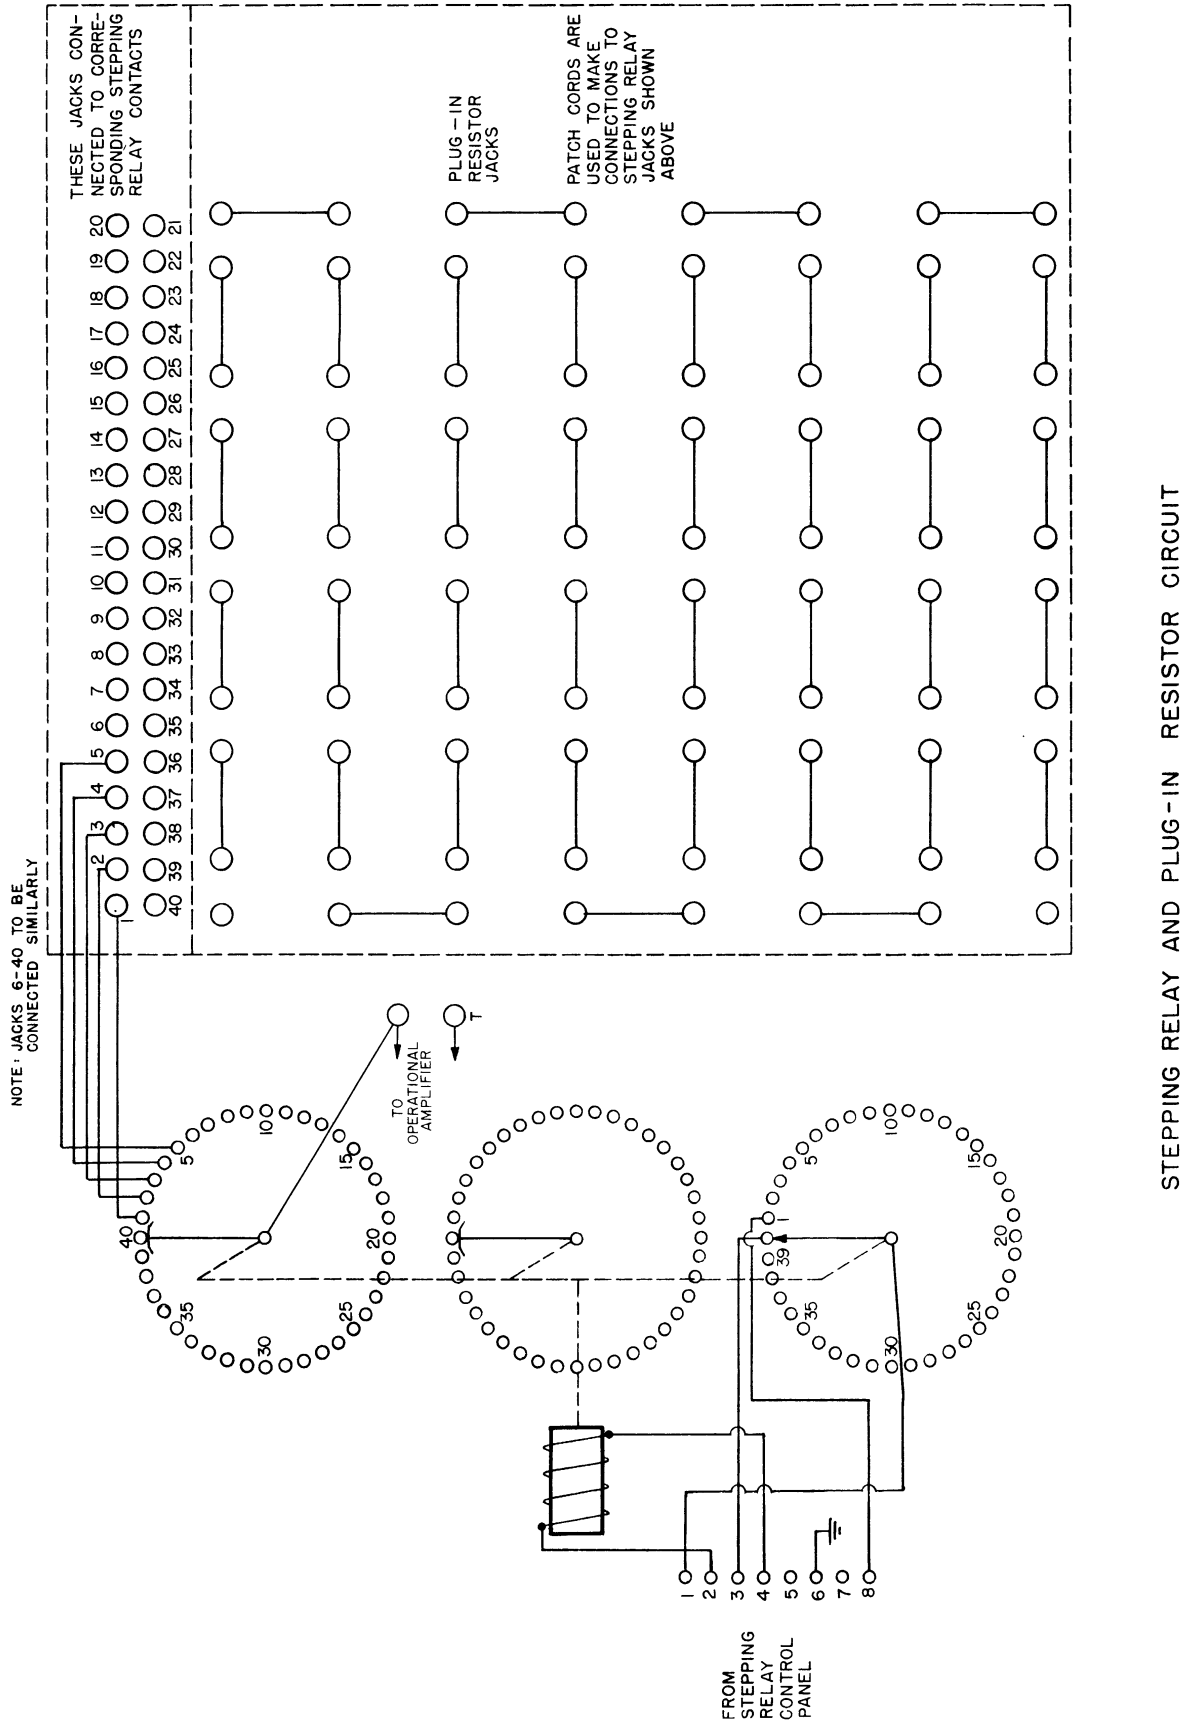 NOTE: JACKS 6-40 TO BE
CONNECTED SIMILARLY
THESE JACKS CON-
NECTED TO CORRE-
SPONDING STEPPING
RELAY CONTACTS
1 2 3 4 5 6 7 8 9 10 11 12 13 14 15 16 17 18 19 20
40 39 38 37 36 35 34 33 32 31 30 29 28 27 26 25 24 23 22 21
PLUG-IN
RESISTOR
JACKS
PATCH CORDS ARE
USED TO MAKE
CONNECTIONS TO
STEPPING RELAY
JACKS SHOWN
ABOVE
40 5 10 15 20 25 30 35
TO
OPERATIONAL
AMPLIFIER
T
1 5 10 15 20 25 30 35 39
FROM
STEPPING
RELAY
CONTROL
PANEL
1
2
3
4
5
6
7
8
STEPPING RELAY AND PLUG-IN RESISTOR CIRCUIT